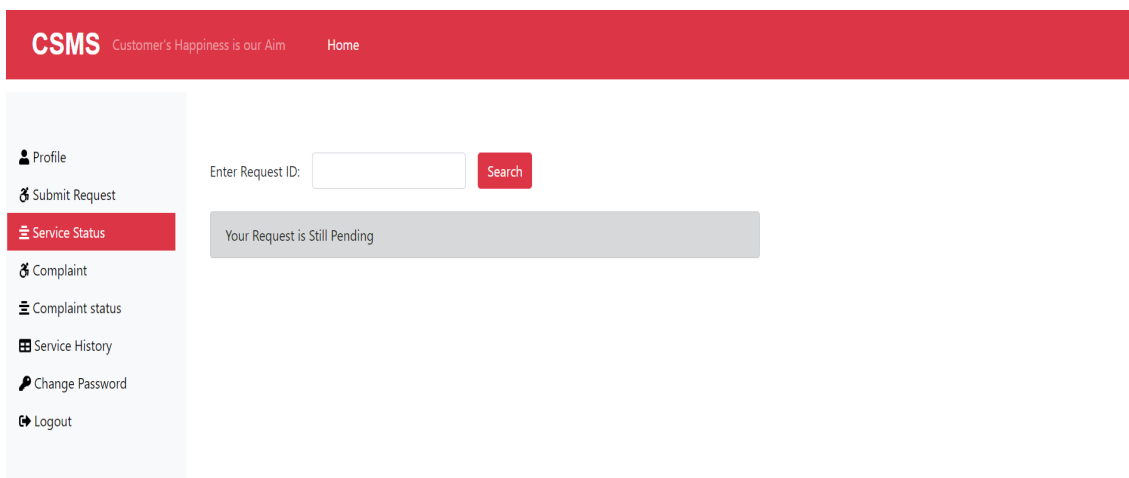 CSMS Customer's Happiness is our Aim Home
Profile
Submit Request
Service Status
Complaint
Complaint status
Service History
Change Password
Logout
Enter Request ID: Search
Your Request is Still Pending